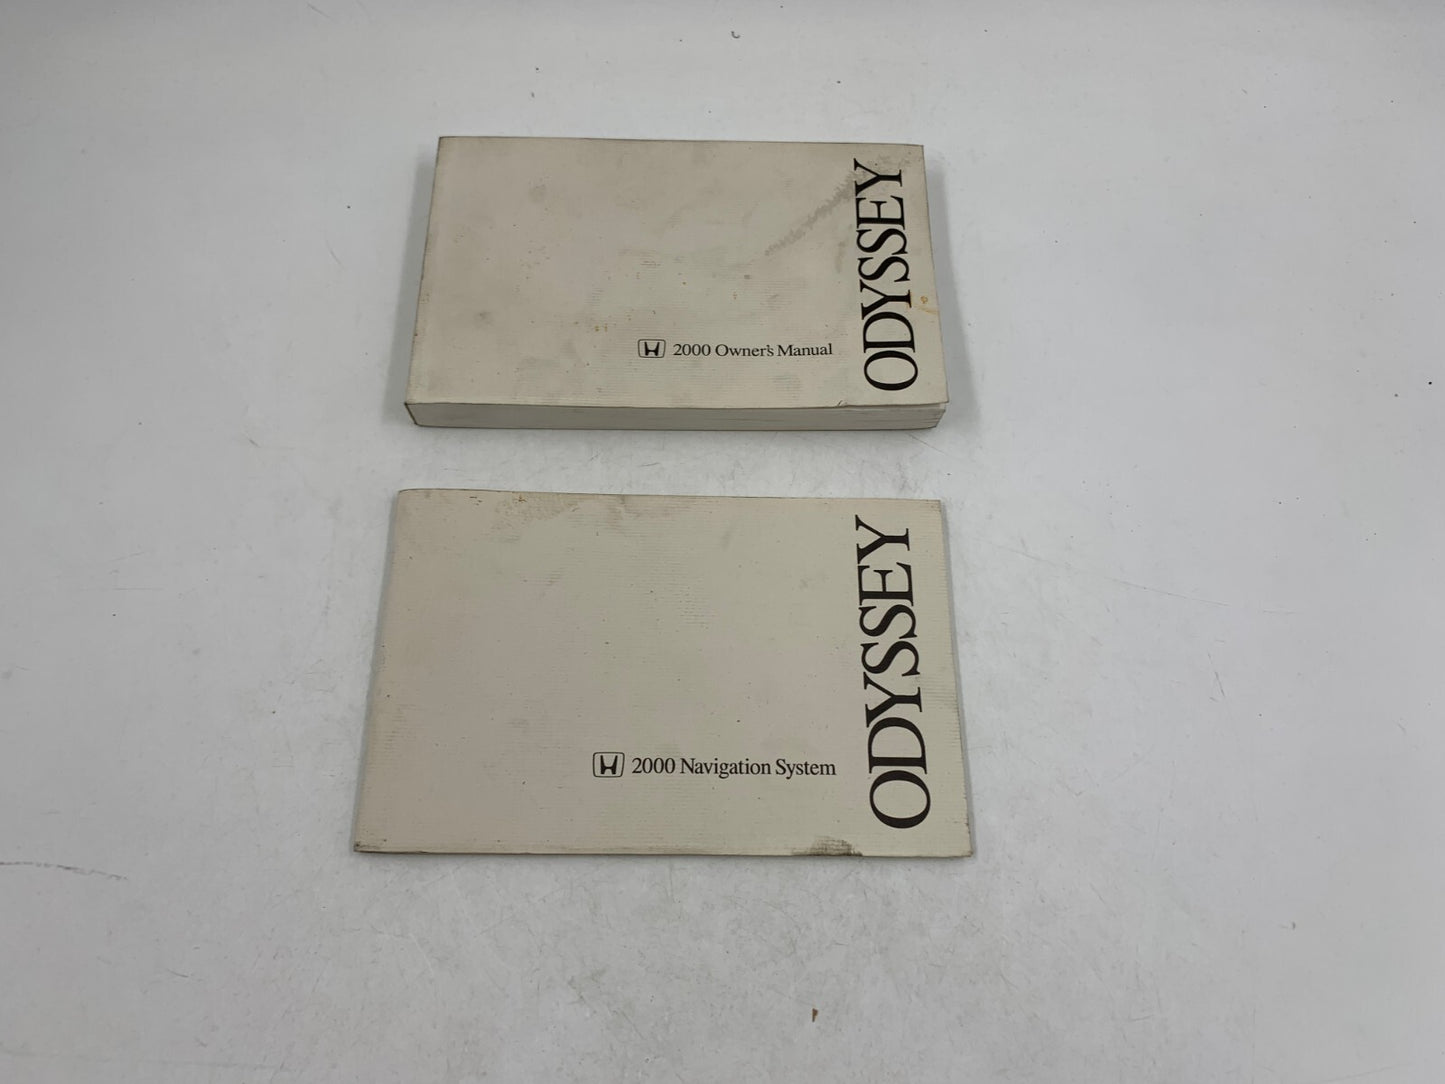 ODYSSEY
2000 Owner's Manual
ODYSSEY
2000 Navigation System